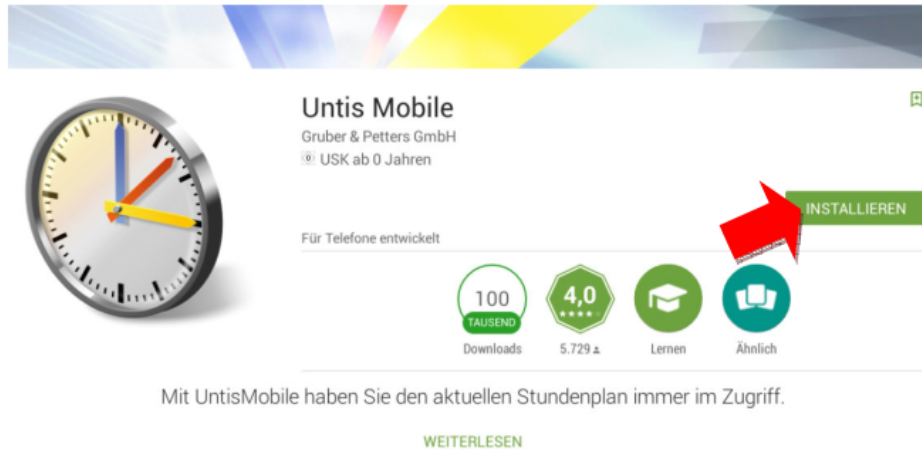 Untis Mobile
Gruber & Petters GmbH
0 USK ab 0 Jahren
INSTALLIEREN
Für Telefone entwickelt
100
TAUSEND
Downloads
4,0
5.729
Lernen
Ähnlich
Mit UntisMobile haben Sie den aktuellen Stundenplan immer im Zugriff.
WEITERLESEN